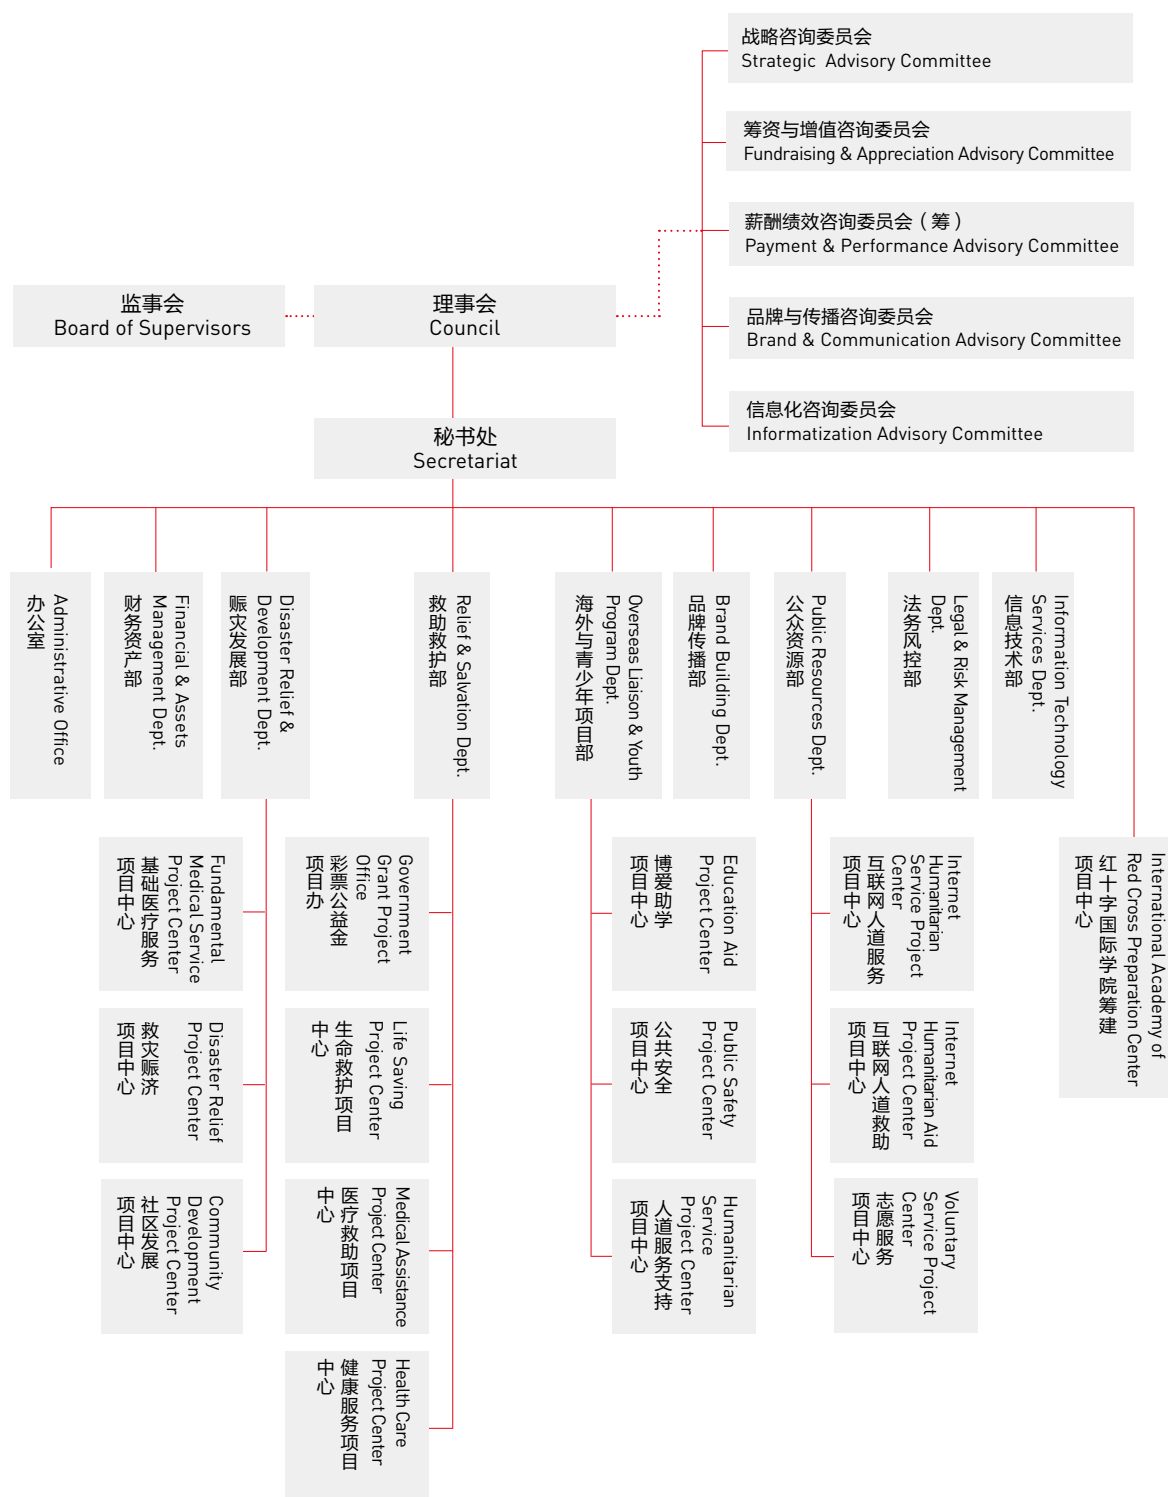 战略咨询委员会
Strategic Advisory Committee
筹资与增值咨询委员会
Fundraising & Appreciation Advisory Committee
薪酬绩效咨询委员会（筹）
Payment & Performance Advisory Committee
监事会
Board of Supervisors
理事会
Council
品牌与传播咨询委员会
Brand & Communication Advisory Committee
信息化咨询委员会
Informatization Advisory Committee
秘书处
Secretariat
Administrative Office
办公室
Financial & Assets
Management Dept.
财务资产部
Disaster Relief &
Development Dept.
赈灾发展部
Relief & Salvation Dept.
救助救护部
Overseas Liaison & Youth
Program Dept.
海外与青少年项目部
Brand Building Dept.
品牌传播部
Public Resources Dept.
公众资源部
Legal & Risk Management
Dept.
法务风控部
Information Technology
Services Dept.
信息技术部
Fundamental
Medical Service
Project Center
基础医疗服务
项目中心
Government
Grant Project
Office
彩票公益金
项目办
Education Aid
Project Center
博爱助学
项目中心
Internet
Humanitarian
Service Project
Center
互联网人道服务
项目中心
International Academy of
Red Cross Preparation Center
红十字国际学院筹建
项目中心
Disaster Relief
Project Center
救灾赈济
项目中心
Life Saving
Project Center
生命救护项目
中心
Public Safety
Project Center
公共安全
项目中心
Internet
Humanitarian Aid
Project Center
互联网人道救助
项目中心
Community
Development
Project Center
社区发展
项目中心
Medical Assistance
Project Center
医疗救助项目
中心
Humanitarian
Service
Project Center
人道服务支持
项目中心
Voluntary
Service Project
Center
志愿服务
项目中心
Health Care
Project Center
健康服务项目
中心